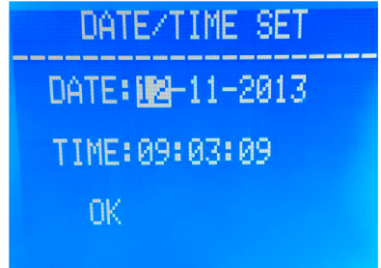 DATE/TIME SET
DATE:12-11-2013
TIME:09:03:09
OK